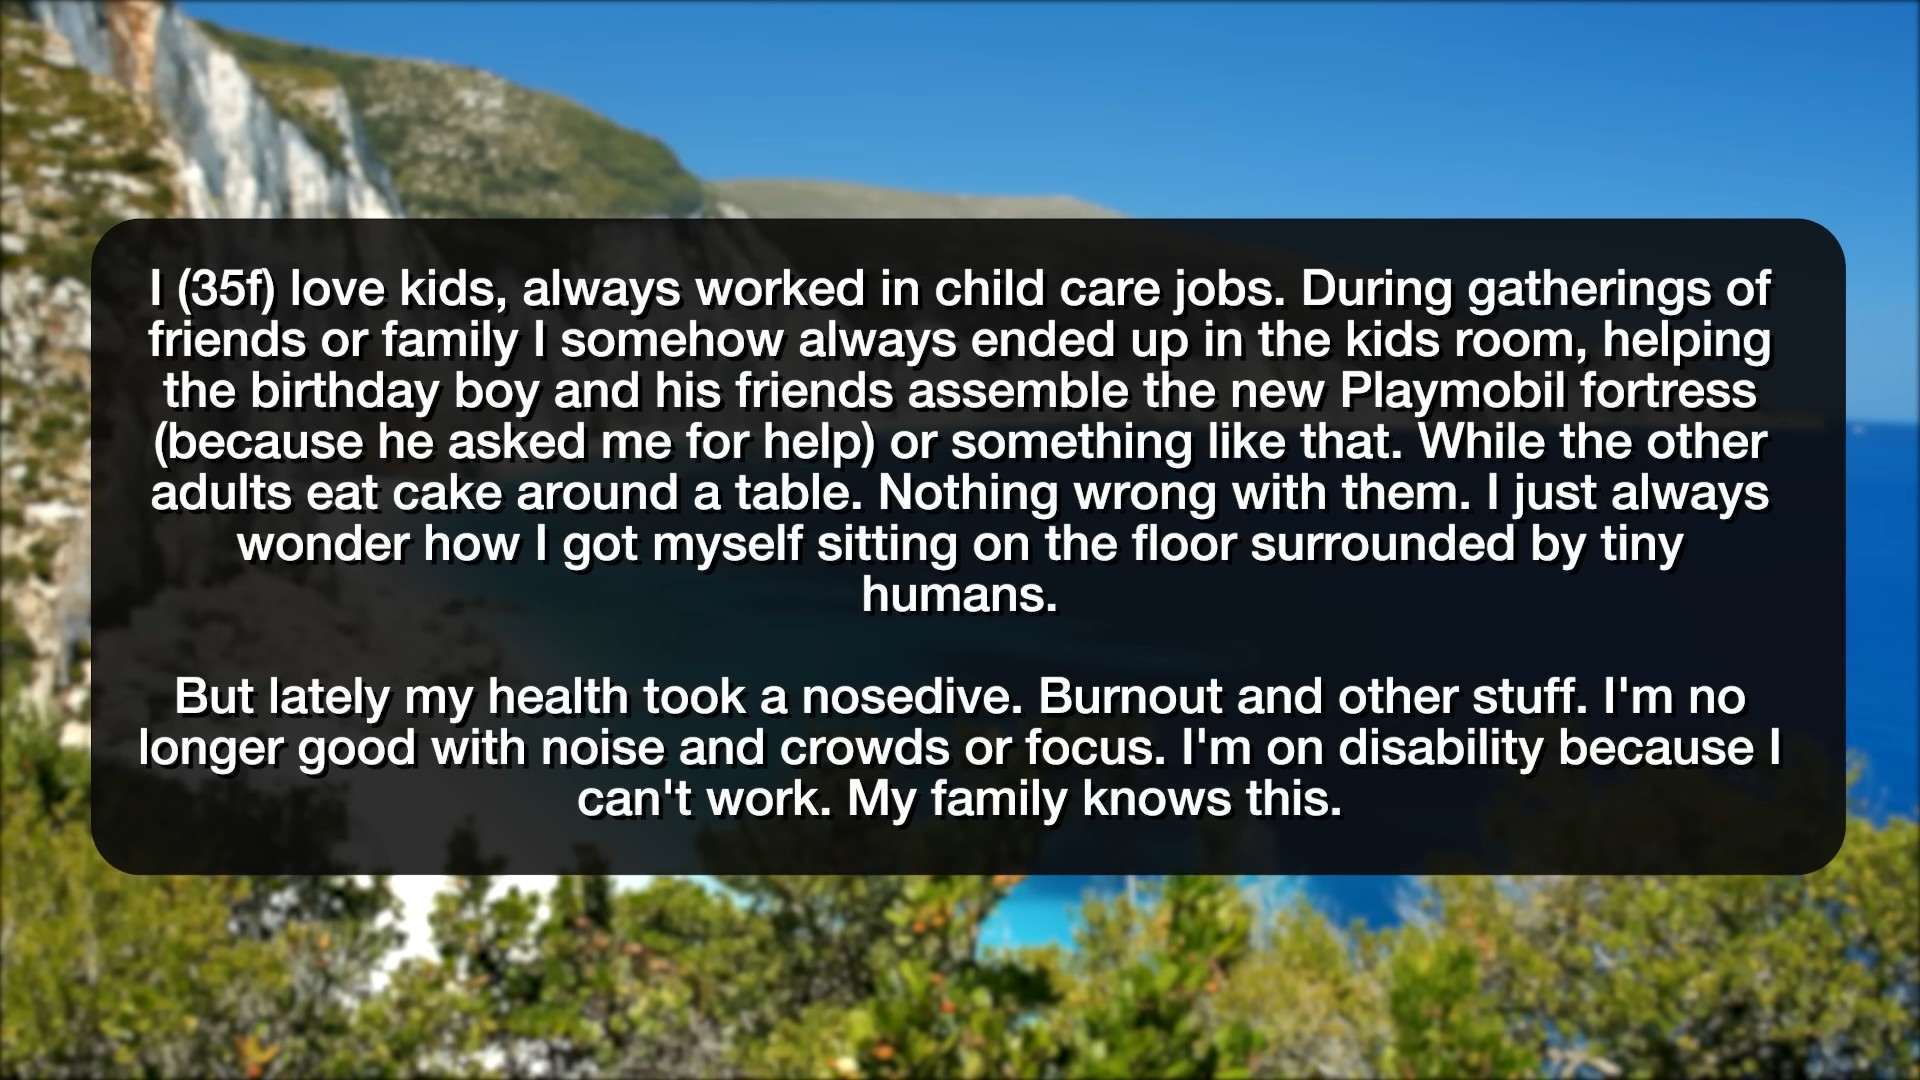 I (35f) love kids, always worked in child care jobs. During gatherings of
friends or family I somehow always ended up in the kids room, helping
the birthday boy and his friends assemble the new Playmobil fortress
(because he asked me for help) or something like that. While the other
adults eat cake around a table. Nothing wrong with them. I just always
wonder how I got myself sitting on the floor surrounded by tiny
humans.
But lately my health took a nosedive. Burnout and other stuff. I'm no
longer good with noise and crowds or focus. I'm on disability because I
can't work. My family knows this.